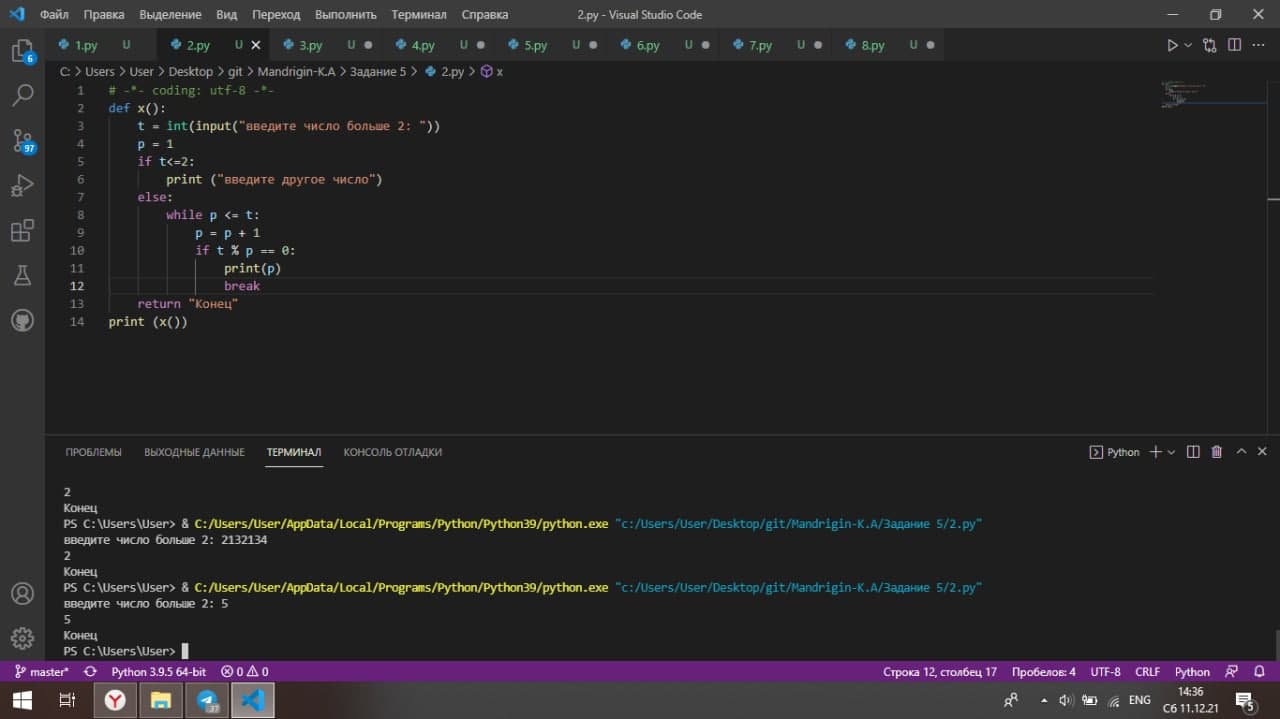 Файл Правка Выделение Вид Переход Выполнить Терминал Справка 2.py - Visual Studio Code
1.py U 2.py U 3.py U 4.py U 5.py U 6.py U 7.py U 8.py U
6
C: > Users > User > Desktop > git > Mandrigin-K.A > Задание 5 > 2.py > x
1 # -*- coding: utf-8 -*-
2 def x():
3 t = int(input("введите число больше 2: "))
4 p = 1
97
5 if t<=2:
6 print ("введите другое число")
7 else:
8 while p <= t:
9 p = p + 1
10 if t % p == 0:
11 print(p)
12 break
13 return "Конец"
14 print (x())
ПРОБЛЕМЫ ВЫХОДНЫЕ ДАННЫЕ ТЕРМИНАЛ КОНСОЛЬ ОТЛАДКИ Python
2
Конец
PS C:\Users\User> & C:/Users/User/AppData/Local/Programs/Python/Python39/python.exe "c:/Users/User/Desktop/git/Mandrigin-K.A/Задание 5/2.py"
введите число больше 2: 2132134
2
Конец
PS C:\Users\User> & C:/Users/User/AppData/Local/Programs/Python/Python39/python.exe "c:/Users/User/Desktop/git/Mandrigin-K.A/Задание 5/2.py"
введите число больше 2: 5
5
Конец
PS C:\Users\User>
master* Python 3.9.5 64-bit 0 0 Строка 12, столбец 17 Пробелов: 4 UTF-8 CRLF Python
37 ENG 14:36 5
Сб 11.12.21